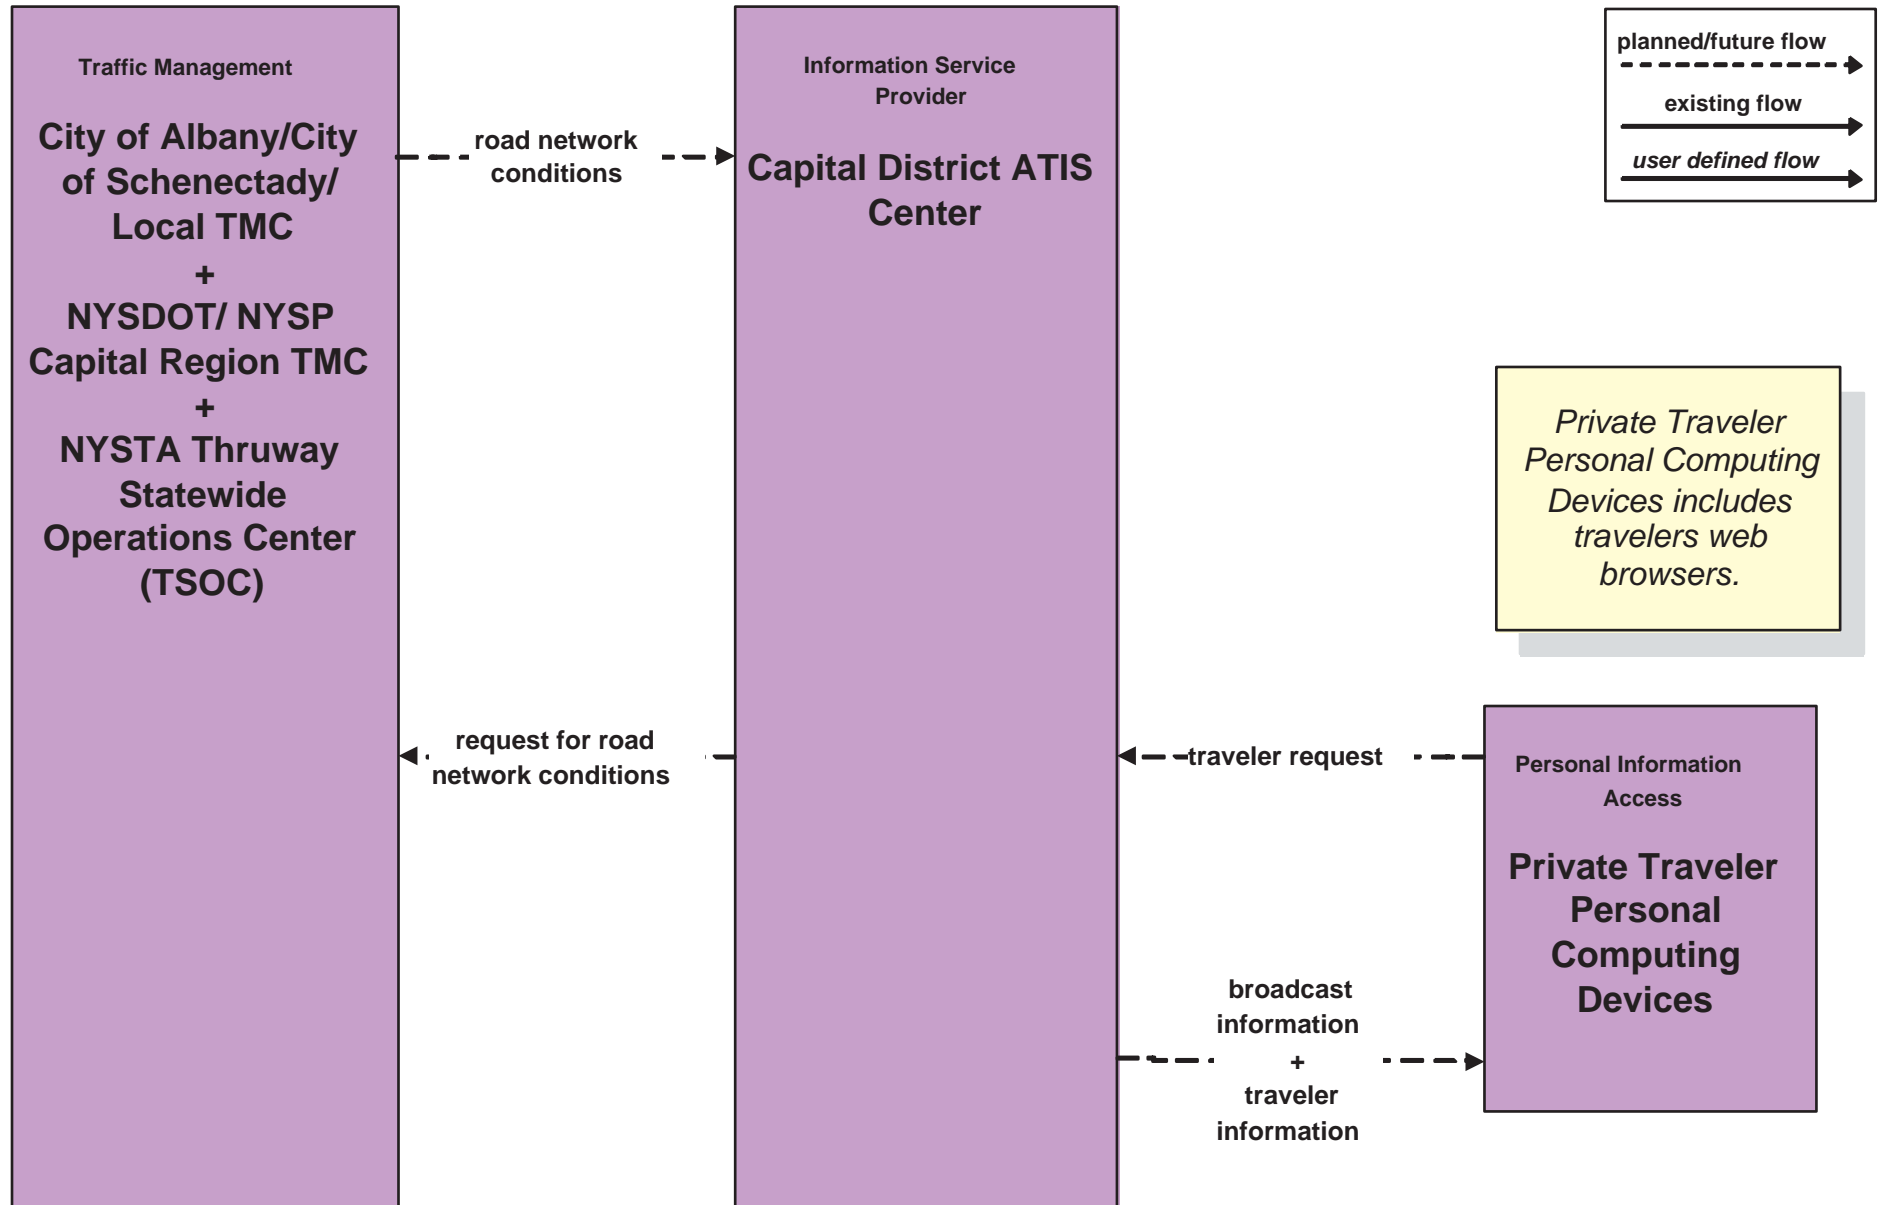 Traffic Management
City of Albany/City
of Schenectady/
Local TMC
+
NYSDOT/ NYSP
Capital Region TMC
+
NYSTA Thruway
Statewide
Operations Center
(TSOC)
road network
conditions
request for road
network conditions
Information Service
Provider
Capital District ATIS
Center
traveler request
broadcast
information
+
traveler
information
planned/future flow
existing flow
user defined flow
Private Traveler
Personal Computing
Devices includes
travelers web
browsers.
Personal Information
Access
Private Traveler
Personal
Computing
Devices